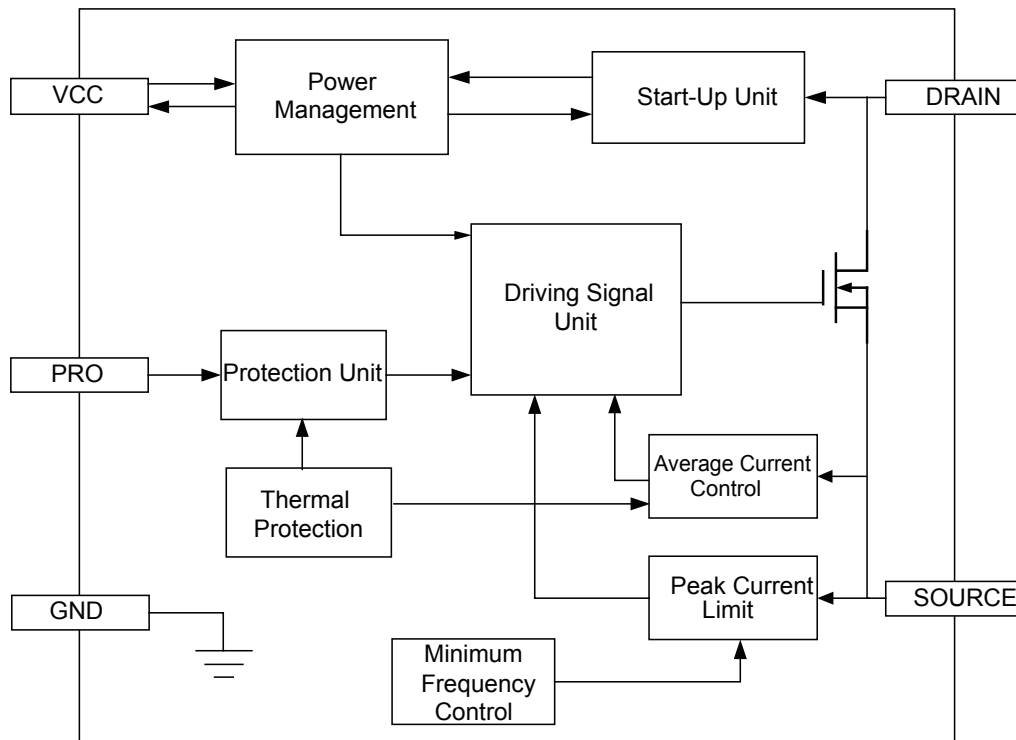 VCC
Power
Management
Start-Up Unit
DRAIN
Driving Signal
Unit
PRO
Protection Unit
Average Current
Control
Thermal
Protection
GND
Peak Current
Limit
SOURCE
Minimum
Frequency
Control